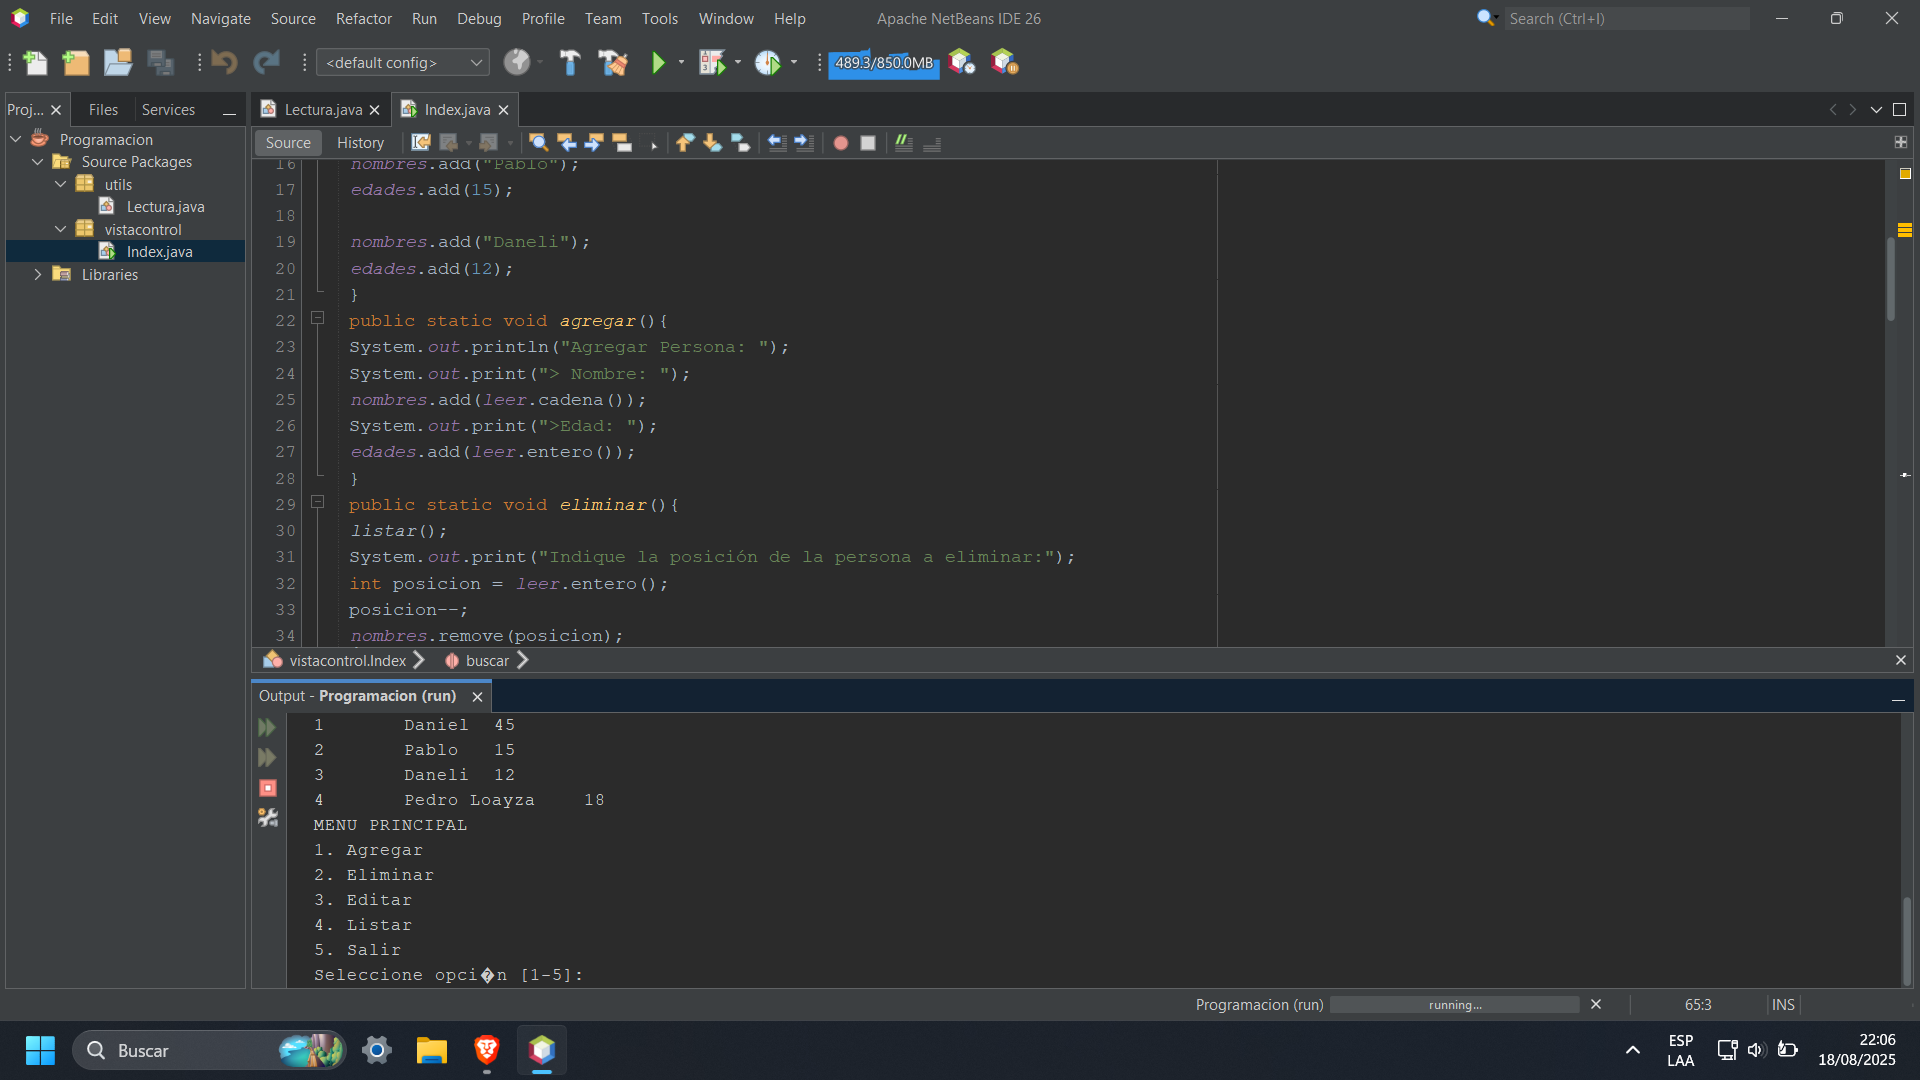 File Edit View Navigate Source Refactor Run Debug Profile Team Tools Window Help Apache NetBeans IDE 26 Search (Ctrl+I)
<default config> 489.3/850.0MB
Proj... Files Services Lectura.java Index.java
Source History
Programacion
Source Packages
utils
Lectura.java
vistacontrol
Index.java
Libraries
16 nombres.add("Pablo");
17 edades.add(15);
18
19 nombres.add("Daneli");
20 edades.add(12);
21 }
22 public static void agregar(){
23 System.out.println("Agregar Persona: ");
24 System.out.print("> Nombre: ");
25 nombres.add(leer.cadena());
26 System.out.print(">Edad: ");
27 edades.add(leer.entero());
28 }
29 public static void eliminar(){
30 listar();
31 System.out.print("Indique la posición de la persona a eliminar:");
32 int posicion = leer.entero();
33 posicion--;
34 nombres.remove(posicion);
vistacontrol.Index buscar
Output - Programacion (run)
1 Daniel 45
2 Pablo 15
3 Daneli 12
4 Pedro Loayza 18
MENU PRINCIPAL
1. Agregar
2. Eliminar
3. Editar
4. Listar
5. Salir
Seleccione opci�n [1-5]:
Programacion (run) running... 65:3 INS
Buscar
ESP
LAA
22:06
18/08/2025